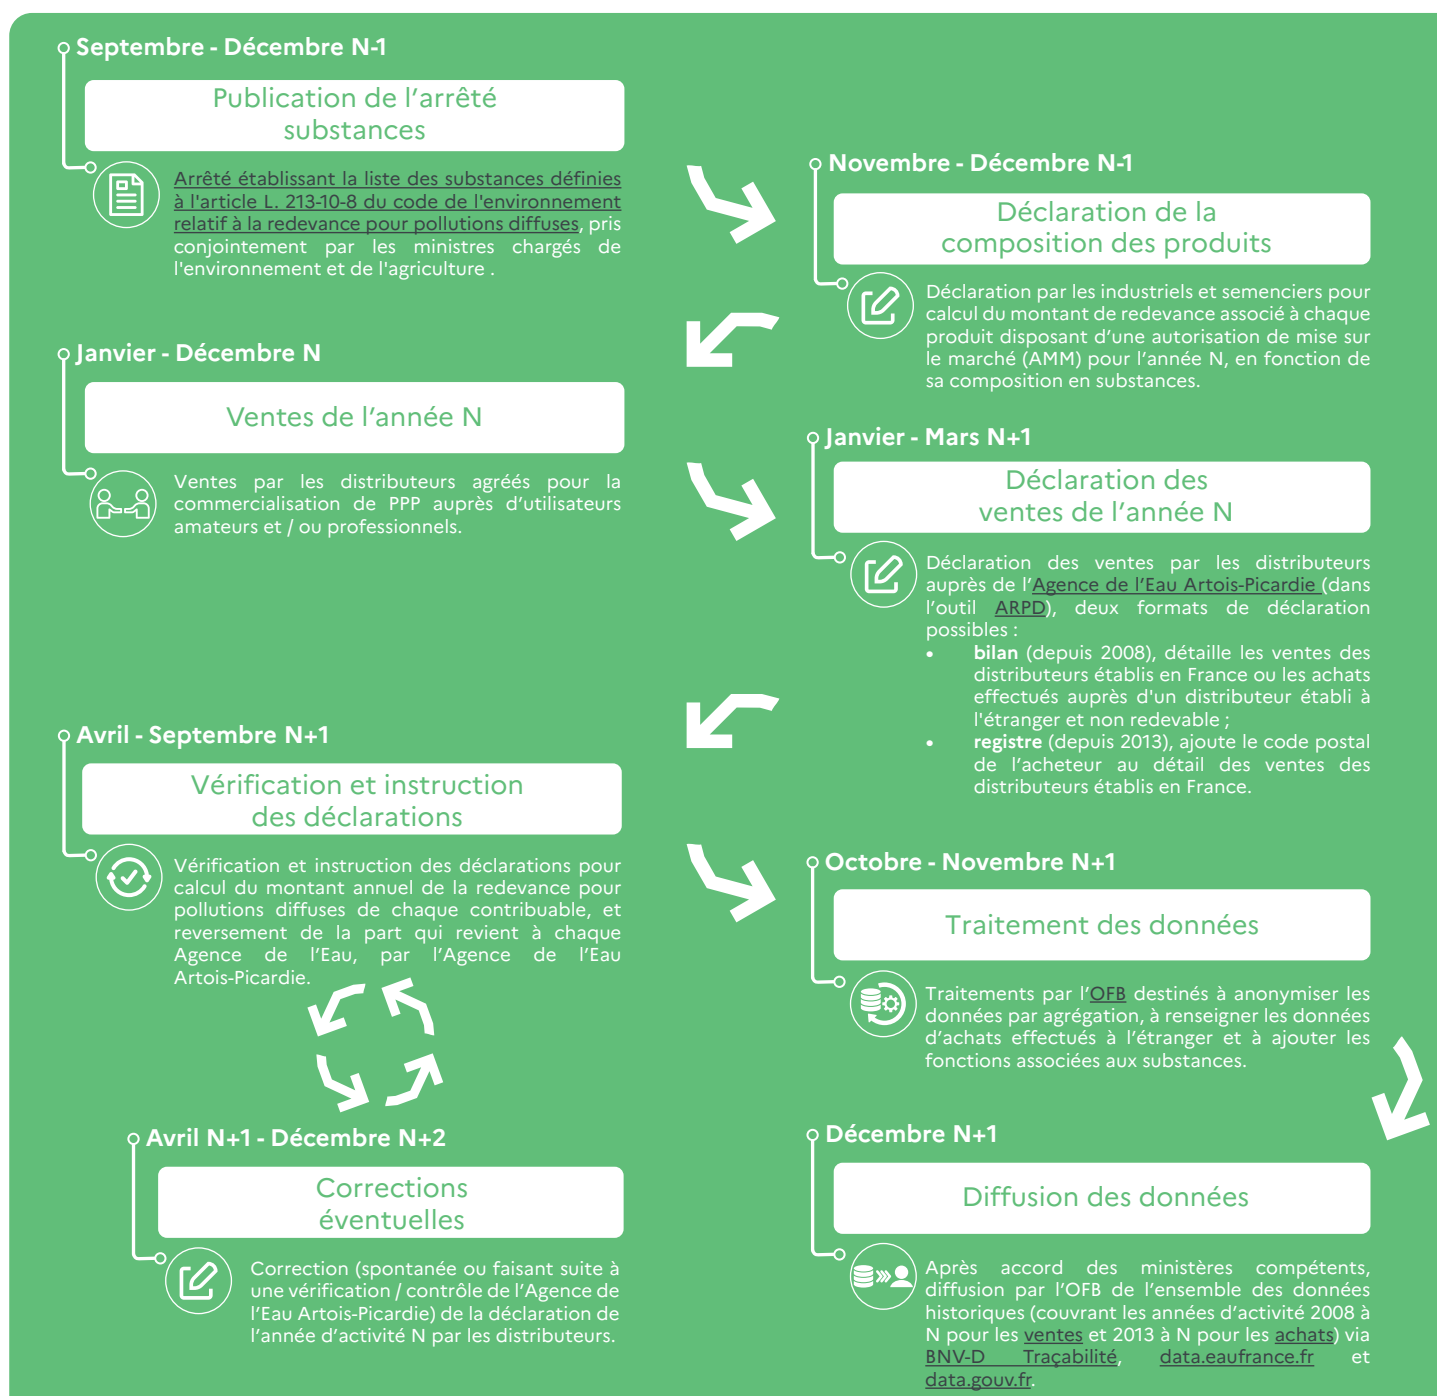 Septembre - Décembre N-1
Publication de l'arrêté
substances
Arrêté établissant la liste des substances définies
à l'article L. 213-10-8 du code de l'environnement
relatif à la redevance pour pollutions diffuses, pris
conjointement par les ministres chargés de
l'environnement et de l'agriculture .
Novembre - Décembre N-1
Déclaration de la
composition des produits
Déclaration par les industriels et semenciers pour
calcul du montant de redevance associé à chaque
produit disposant d'une autorisation de mise sur
le marché (AMM) pour l'année N, en fonction de
sa composition en substances.
Janvier - Décembre N
Ventes de l'année N
Ventes par les distributeurs agréés pour la
commercialisation de PPP auprès d'utilisateurs
amateurs et / ou professionnels.
Janvier - Mars N+1
Déclaration des
ventes de l'année N
Déclaration des ventes par les distributeurs
auprès de l'Agence de l'Eau Artois-Picardie (dans
l'outil ARPD), deux formats de déclaration
possibles :
• bilan (depuis 2008), détaille les ventes des
distributeurs établis en France ou les achats
effectués auprès d'un distributeur établi à
l'étranger et non redevable ;
• registre (depuis 2013), ajoute le code postal
de l'acheteur au détail des ventes des
distributeurs établis en France.
Avril - Septembre N+1
Vérification et instruction
des déclarations
Vérification et instruction des déclarations pour
calcul du montant annuel de la redevance pour
pollutions diffuses de chaque contribuable, et
reversement de la part qui revient à chaque
Agence de l'Eau, par l'Agence de l'Eau
Artois-Picardie.
Octobre - Novembre N+1
Traitement des données
Traitements par l'OFB destinés à anonymiser les
données par agrégation, à renseigner les données
d'achats effectués à l'étranger et à ajouter les
fonctions associées aux substances.
Avril N+1 - Décembre N+2
Corrections
éventuelles
Correction (spontanée ou faisant suite à
une vérification / contrôle de l'Agence de
l'Eau Artois-Picardie) de la déclaration de
l'année d'activité N par les distributeurs.
Décembre N+1
Diffusion des données
Après accord des ministères compétents,
diffusion par l'OFB de l'ensemble des données
historiques (couvrant les années d'activité 2008 à
N pour les ventes et 2013 à N pour les achats) via
BNV-D Traçabilité, data.eaufrance.fr et
data.gouv.fr.